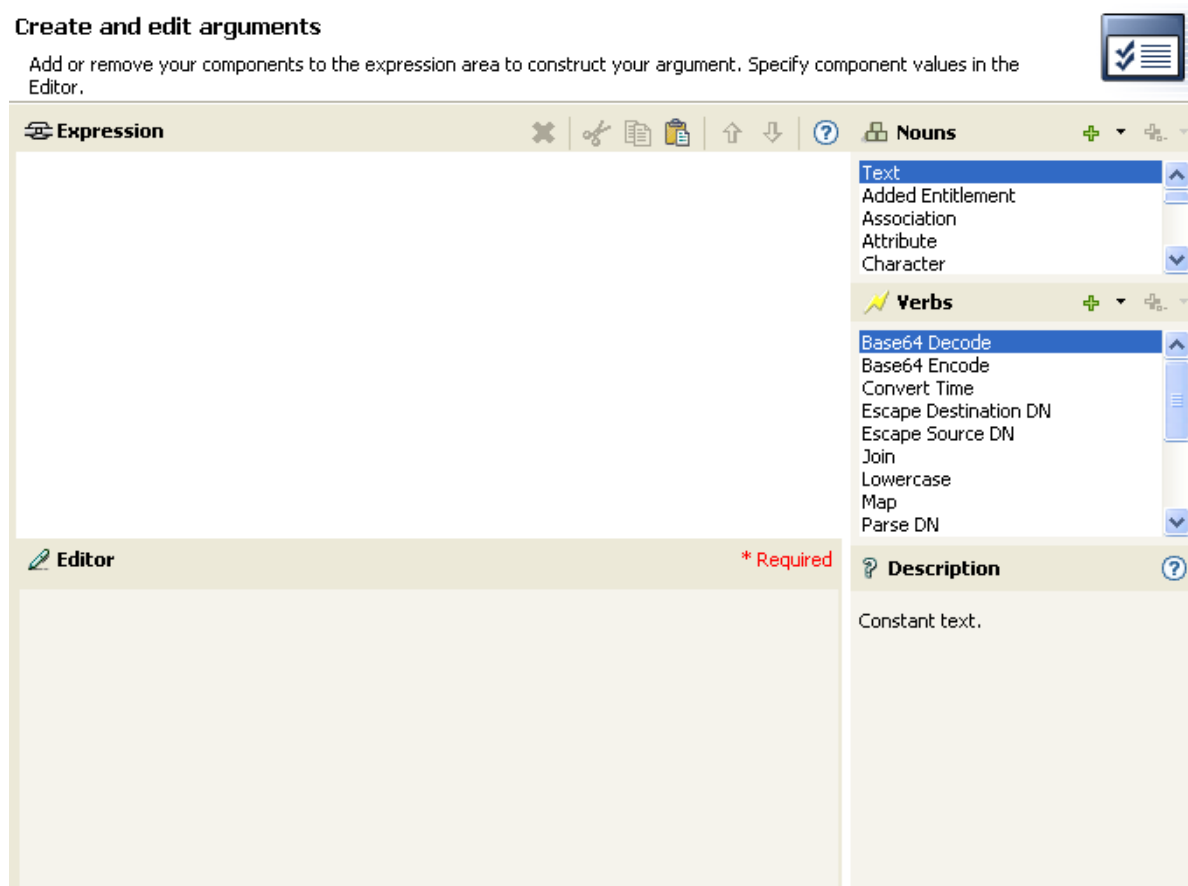 Create and edit arguments
Add or remove your components to the expression area to construct your argument. Specify component values in the
Editor.
Expression
Nouns
Text
Added Entitlement
Association
Attribute
Character
Verbs
Base64 Decode
Base64 Encode
Convert Time
Escape Destination DN
Escape Source DN
Join
Lowercase
Map
Parse DN
Editor
* Required
Description
Constant text.